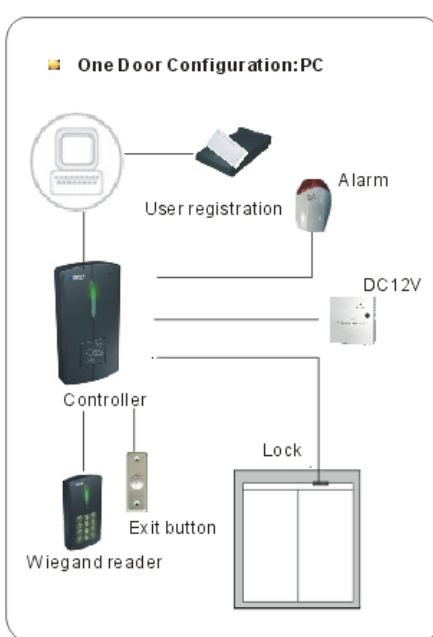 One Door Configuration:PC
User registration
Alarm
DC12V
Controller
Lock
Exit button
Wiegand reader